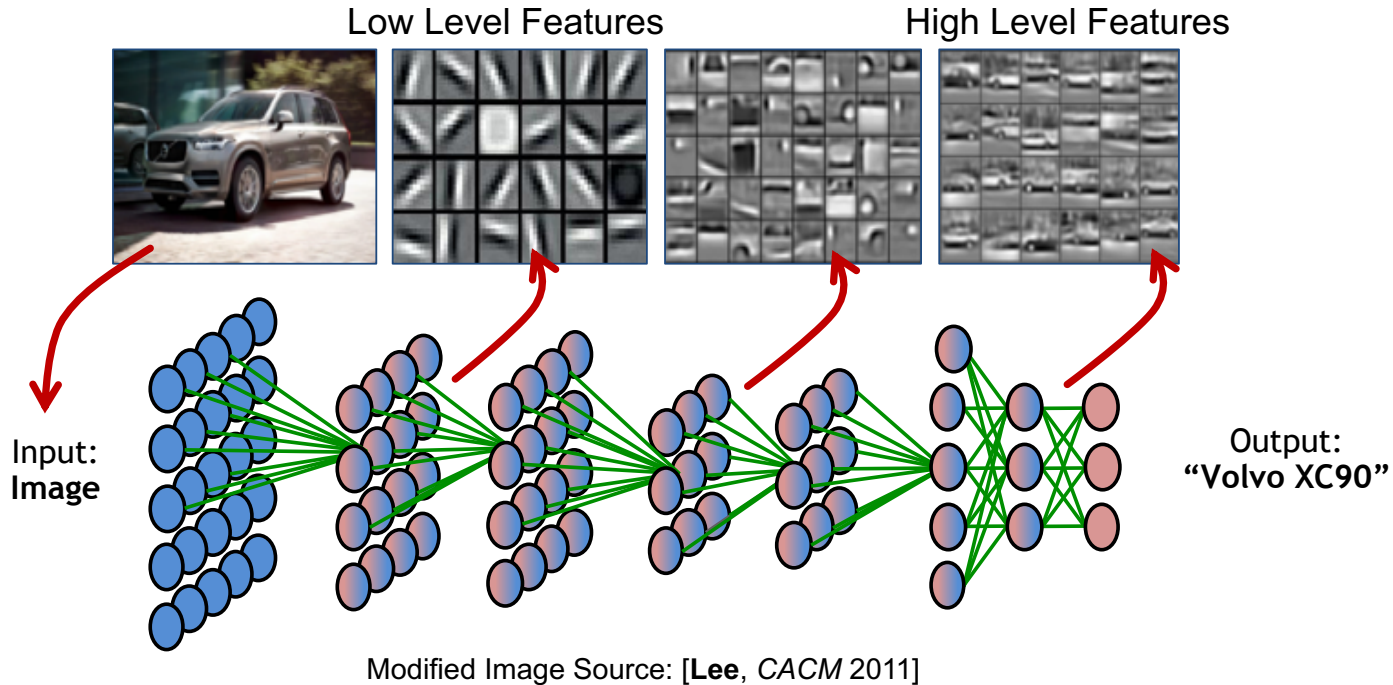 Low Level Features
High Level Features
Input:
Image
Output:
“Volvo XC90”
Modified Image Source: [Lee, CACM 2011]